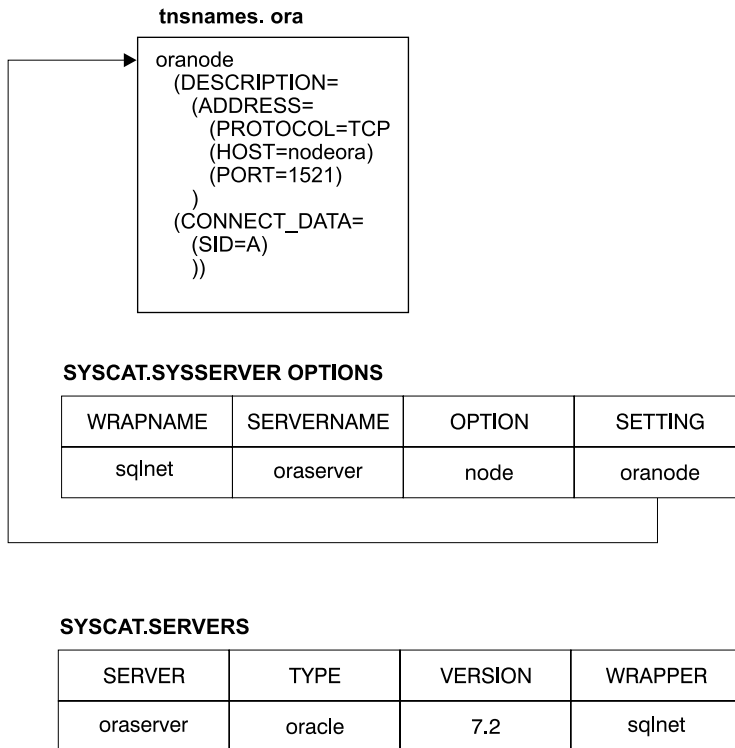 tnsnames. ora
oranode
(DESCRIPTION=
(ADDRESS=
(PROTOCOL=TCP
(HOST=nodeora)
(PORT=1521)
)
(CONNECT_DATA=
(SID=A)
))
SYSCAT.SYSSERVER OPTIONS
WRAPNAME SERVERNAME OPTION SETTING
sqlnet oraserver node oranode
SYSCAT.SERVERS
SERVER TYPE VERSION WRAPPER
oraserver oracle 7.2 sqlnet